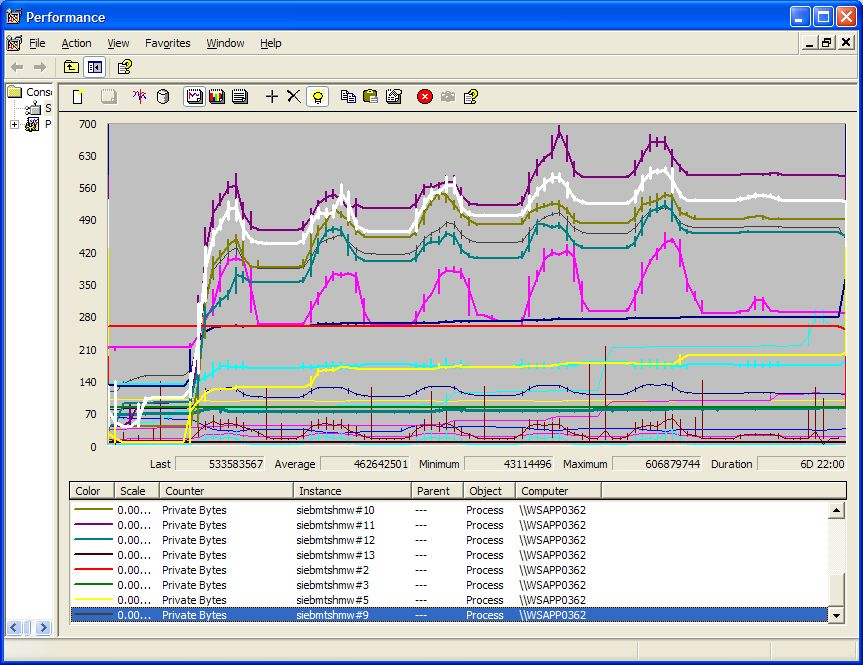 Performance
File Action View Favorites Window Help
Conso
S
P
700
630
560
490
420
350
280
210
140
70
0
Last 533583567 Average 462642501 Minimum 43114496 Maximum 606879744 Duration 6D 22:00
Color Scale Counter Instance Parent Object Computer
0.00... Private Bytes siebmtshmw#10 --- Process \\WSAPP0362
0.00... Private Bytes siebmtshmw#11 --- Process \\WSAPP0362
0.00... Private Bytes siebmtshmw#12 --- Process \\WSAPP0362
0.00... Private Bytes siebmtshmw#13 --- Process \\WSAPP0362
0.00... Private Bytes siebmtshmw#2 --- Process \\WSAPP0362
0.00... Private Bytes siebmtshmw#3 --- Process \\WSAPP0362
0.00... Private Bytes siebmtshmw#5 --- Process \\WSAPP0362
0.00... Private Bytes siebmtshmw#9 --- Process \\WSAPP0362